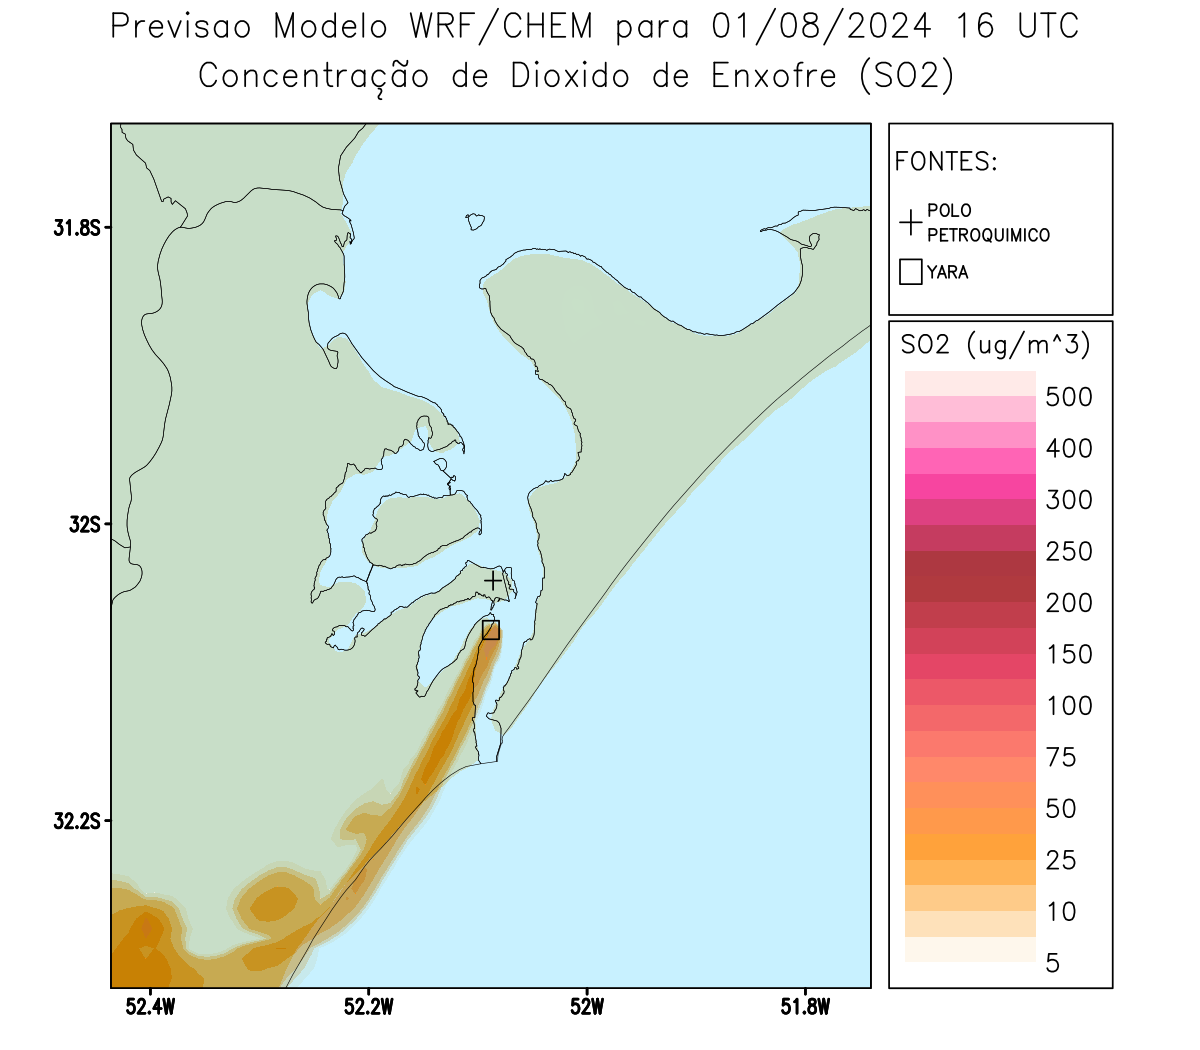 Previsao Modelo WRF/CHEM para 01/08/2024 16 UTC
Concentração de Dioxido de Enxofre (SO2)
FONTES:
POLO
PETROQUIMICO
YARA
SO2 (ug/m^3)
500
400
300
250
200
150
100
75
50
25
10
5
31.8S
32S
32.2S
52.4W
52.2W
52W
51.8W